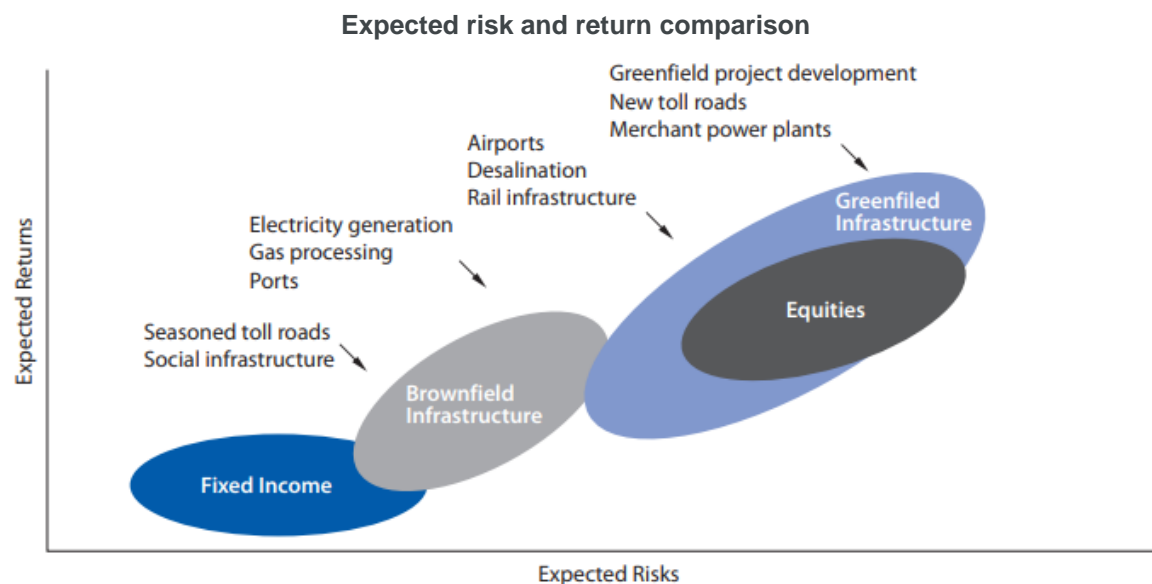 Expected risk and return comparison
Greenfield project development
New toll roads
Merchant power plants
Airports
Desalination
Rail infrastructure
Greenfiled
Infrastructure
Electricity generation
Gas processing
Ports
Equities
Seasoned toll roads
Social infrastructure
Brownfield
Infrastructure
Fixed Income
Expected Returns
Expected Risks